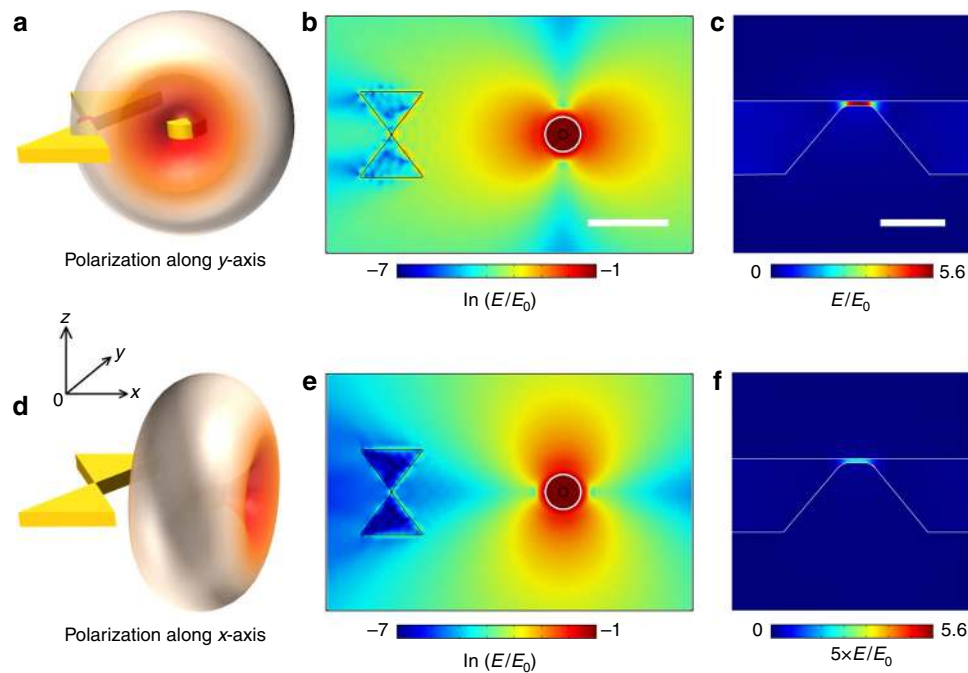 a
b
c
Polarization along y-axis
–7
–1
ln (E/E0)
0
5.6
E/E0
z
y
0
x
d
e
f
Polarization along x-axis
–7
–1
ln (E/E0)
0
5.6
5×E/E0